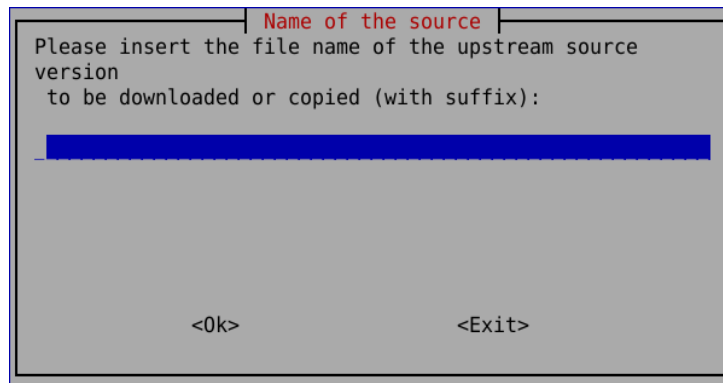 Name of the source
Please insert the file name of the upstream source
version
to be downloaded or copied (with suffix):
<Ok> <Exit>